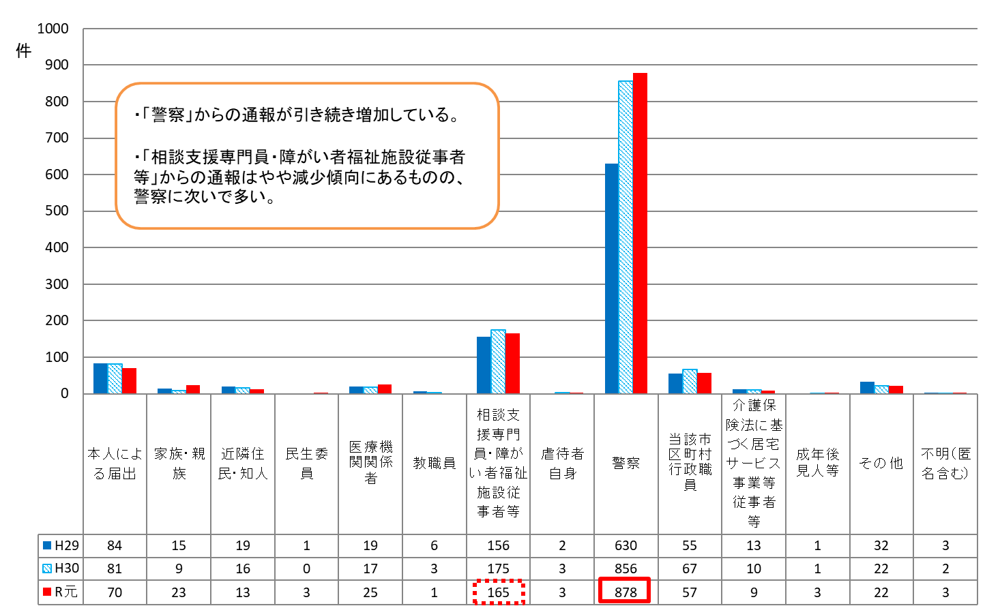 1000
件
900
800
700
600
500
400
300
200
100
0
・「警察」からの通報が引き続き増加している。
・「相談支援専門員・障がい者福祉施設従事者
等」からの通報はやや減少傾向にあるものの、
警察に次いで多い。
本人によ
る届出
家族・親
族
近隣住
民・知人
民生委
員
医療機
関関係
者
教職員
相談支
援専門
員・障が
い者福祉
施設従
事者等
虐待者
自身
警察
当該市
区町村
行政職
員
介護保
険法に基
づく居宅
サービス
事業等
従事者
等
成年後
見人等
その他
不明(匿
名含む)
H29 84 15 19 1 19 6 156 2 630 55 13 1 32 3
H30 81 9 16 0 17 3 175 3 856 67 10 1 22 2
R元 70 23 13 3 25 1 165 3 878 57 9 3 22 3